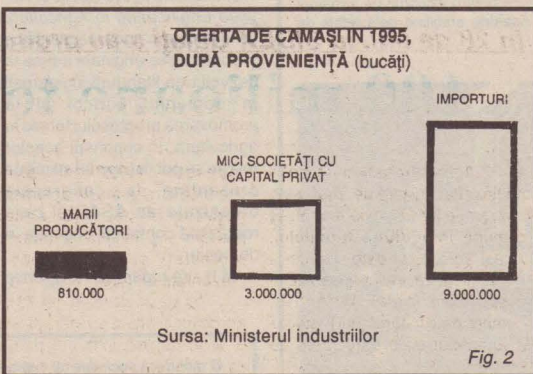 OFERTA DE CAMAŞI IN 1995,
DUPĂ PROVENIENŢĂ (bucăţi)
IMPORTURI
MICI SOCIETĂŢI CU
CAPITAL PRIVAT
MARII
PRODUCĂTORI
810.000
3.000.000
9.000.000
Sursa: Ministerul industriilor
Fig. 2